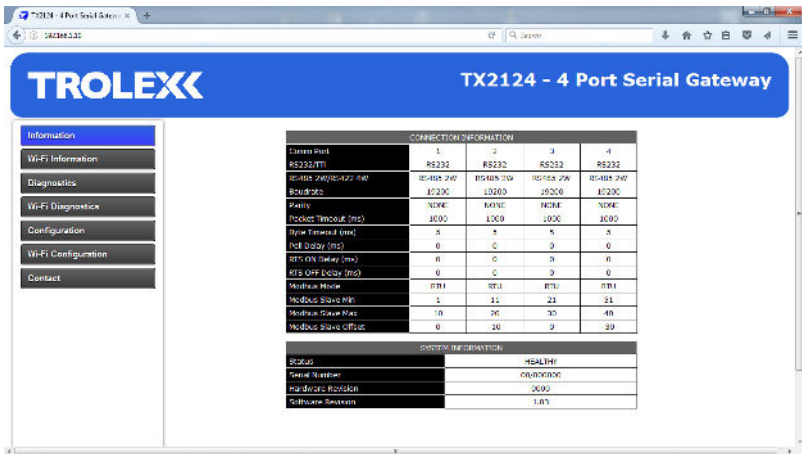 TX2124 - 4 Port Serial Gatew
Search
TROLEX
TX2124 - 4 Port Serial Gateway
Information
Wi-Fi Information
Diagnostics
Wi-Fi Diagnostics
Configuration
Wi-Fi Configuration
Contact
CONNECTION INFORMATION
Comm Port 1 2 3 4
RS232/TTl RS232 RS232 RS232 RS232
RS485 2W/RS422 4W RS485 2W RS485 2W RS485 2W RS485 2W
Baudrate 19200 19200 19200 19200
Parity NONE NONE NONE NONE
Packet Timeout (ms) 1000 1000 1000 1000
Byte Timeout (ms) 5 5 5 5
Poll Delay (ms) 0 0 0 0
RTS ON Delay (ms) 0 0 0 0
RTS OFF Delay (ms) 0 0 0 0
Modbus Mode RTU RTU RTU RTU
Modbus Slave Min 1 11 21 31
Modbus Slave Max 10 20 30 40
Modbus Slave Offset 0 10 0 30
SYSTEM INFORMATION
Status HEALTHY
Serial Number 00/000000
Hardware Revision
Software Revision 1.03